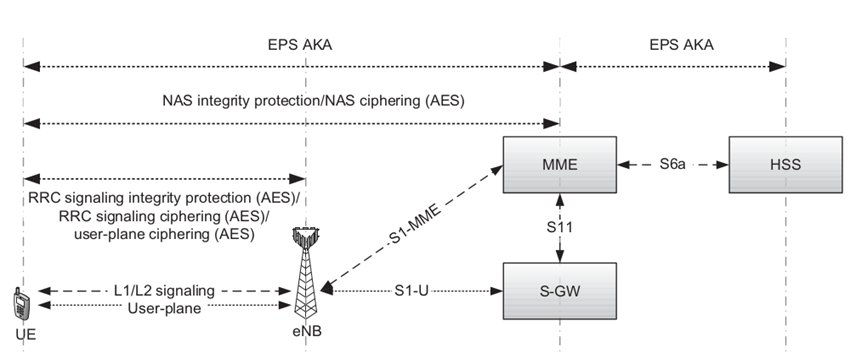 EPS AKA
EPS AKA
NAS integrity protection/NAS ciphering (AES)
MME
S6a
HSS
RRC signaling integrity protection (AES)/
RRC signaling ciphering (AES)/
user-plane ciphering (AES)
S1-MME
S11
L1/L2 signaling
S1-U
S-GW
User-plane
UE
eNB